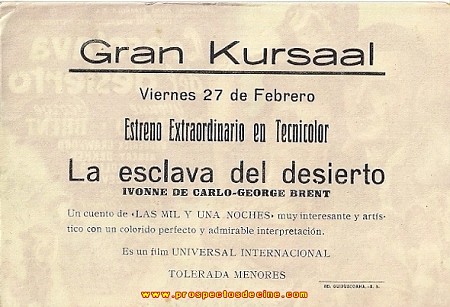 Gran Kursaal
Viernes 27 de Febrero
Estreno Extraordinario en Tecnicolor
La esclava del desierto
IVONNE DE CARLO-GEORGE BRENT
Un cuento de «LAS MIL Y UNA NOCHES» muy interesante y artís-
tico con un colorido perfecto y admirable interpretación.
Es un film UNIVERSAL INTERNACIONAL
TOLERADA MENORES
www.prospectosdecine.com